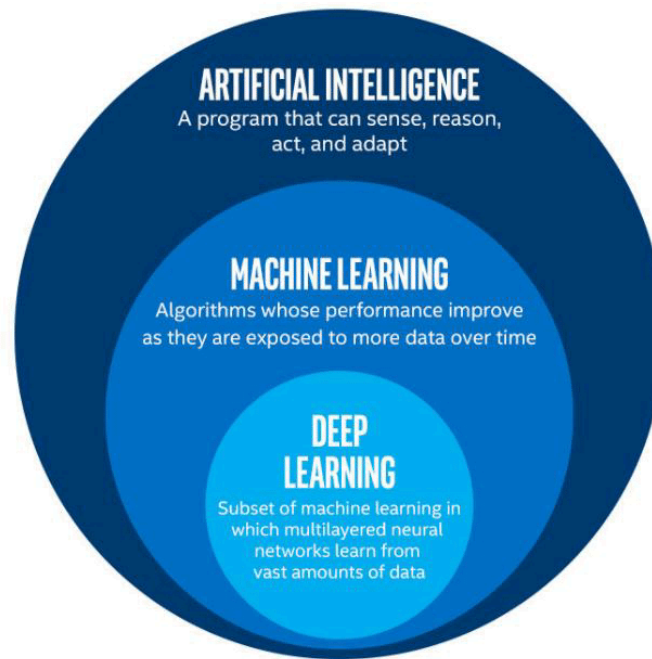 ARTIFICIAL INTELLIGENCE
A program that can sense, reason,
act, and adapt
MACHINE LEARNING
Algorithms whose performance improve
as they are exposed to more data over time
DEEP
LEARNING
Subset of machine learning in
which multilayered neural
networks learn from
vast amounts of data